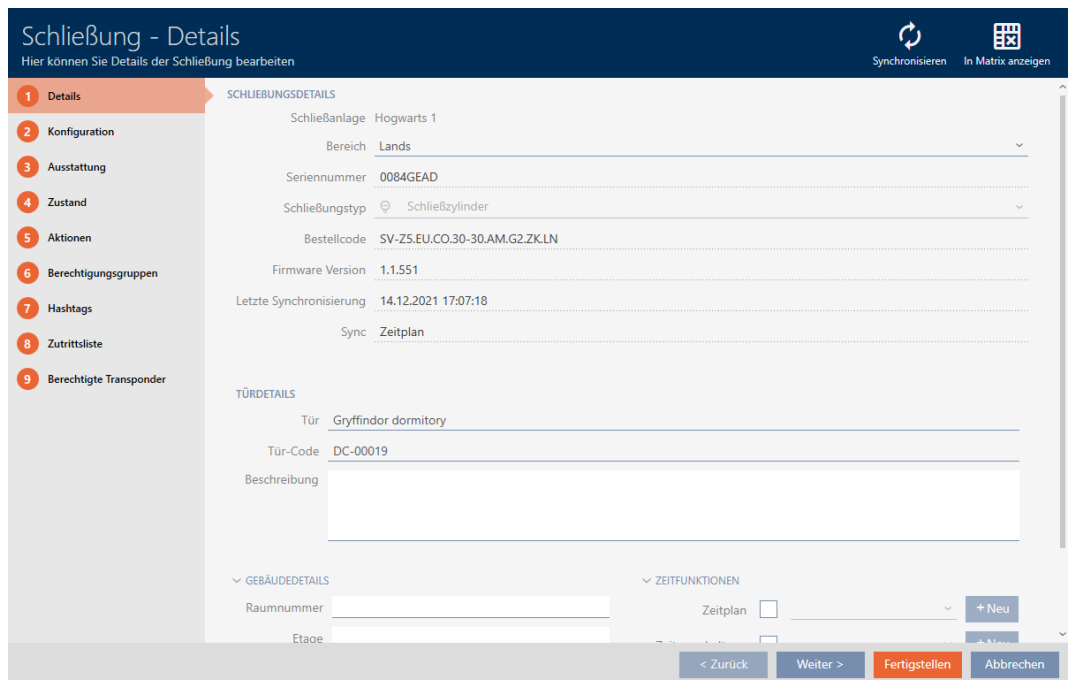 Schließung - Details
Hier können Sie Details der Schließung bearbeiten
Synchronisieren
In Matrix anzeigen
1 Details
2 Konfiguration
3 Ausstattung
4 Zustand
5 Aktionen
6 Berechtigungsgruppen
7 Hashtags
8 Zutrittsliste
9 Berechtigte Transponder
SCHLIEßUNGSDETAILS
Schließanlage Hogwarts 1
Bereich Lands
Seriennummer 0084GEAD
Schließungstyp Schließzylinder
Bestellcode SV-Z5.EU.CO.30-30.AM.G2.ZK.LN
Firmware Version 1.1.551
Letzte Synchronisierung 14.12.2021 17:07:18
Sync Zeitplan
TÜRDETAILS
Tür Gryffindor dormitory
Tür-Code DC-00019
Beschreibung
GEBÄUDEDETAILS
Raumnummer
Etage
ZEITFUNKTIONEN
Zeitplan + Neu
+ Neu
< Zurück
Weiter >
Fertigstellen
Abbrechen